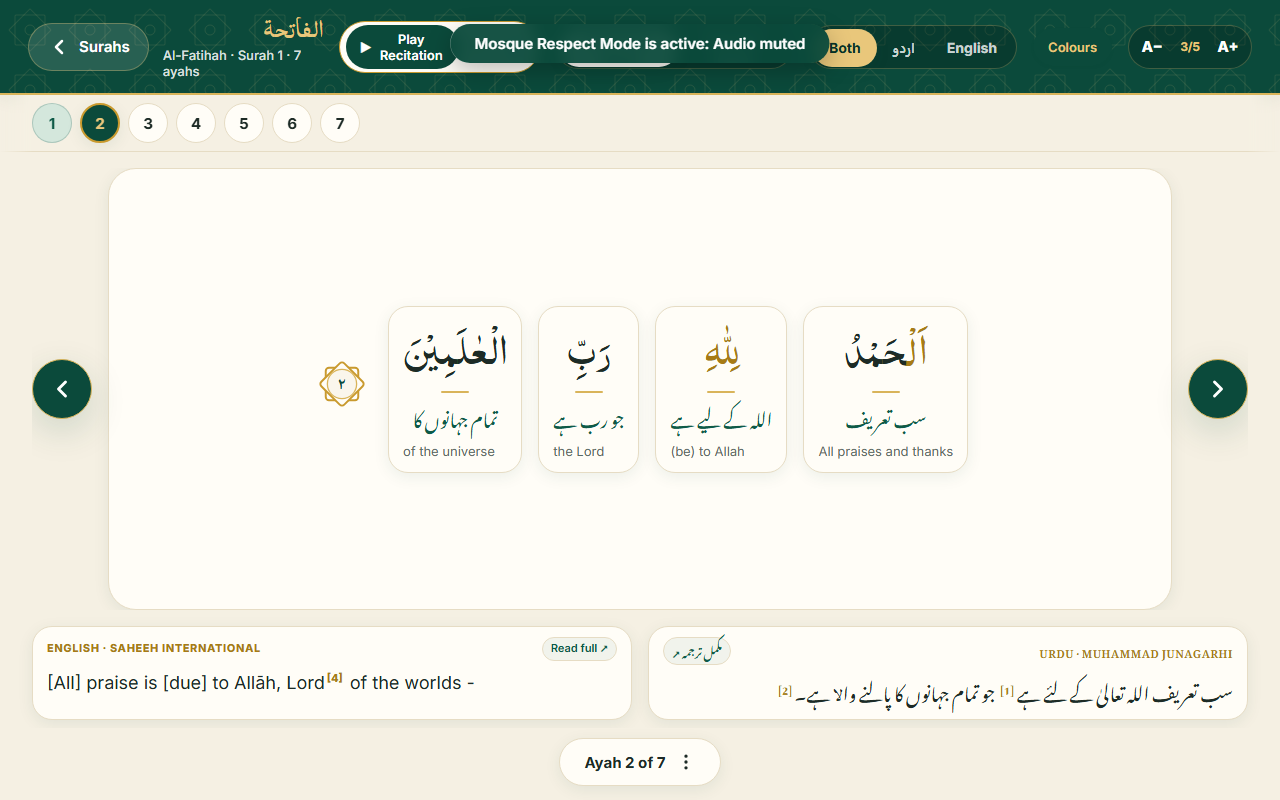 Surahs
الفاتحة
Al-Fatihah · Surah 1 · 7
ayahs
Play
Recitation
Mosque Respect Mode is active: Audio muted
Both
اردو
English
Colours
A−
3/5
A+
1
2
3
4
5
6
7
اَلْحَمْدُ
سب تعریف
All praises and thanks
لِلّٰهِ
اللہ کے لیے ہے
(be) to Allah
رَبِّ
جو رب ہے
the Lord
الْعٰلَمِيْنَ
تمام جہانوں کا
of the universe
٢
ENGLISH · SAHEEH INTERNATIONAL
Read full ↗
[All] praise is [due] to Allāh, Lord[4] of the worlds -
URDU · MUHAMMAD JUNAGARHI
مکمل ترجمہ ↗
سب تعریف اللہ تعالیٰ کے لئے ہے [1] جو تمام جہانوں کا پالنے والا ہے۔ [2]
Ayah 2 of 7